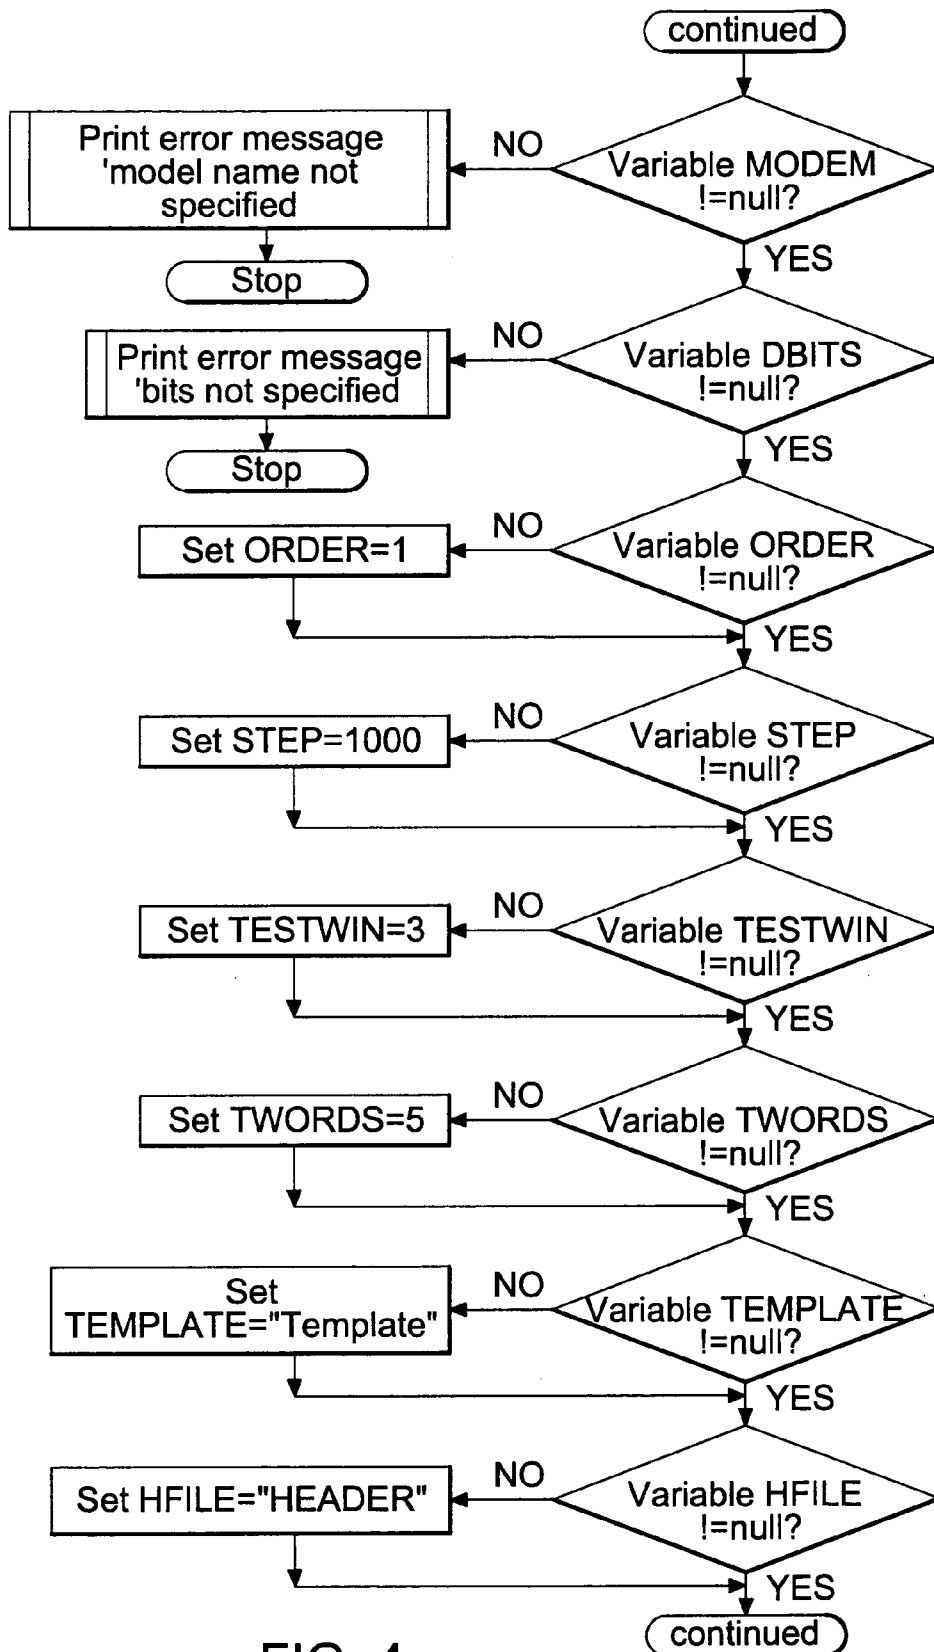 continued
Print error message
'model name not
specified
NO
Variable MODEM
!=null?
YES
Stop
Print error message
'bits not specified
NO
Variable DBITS
!=null?
YES
Stop
Set ORDER=1
NO
Variable ORDER
!=null?
YES
Set STEP=1000
NO
Variable STEP
!=null?
YES
Set TESTWIN=3
NO
Variable TESTWIN
!=null?
YES
Set TWORDS=5
NO
Variable TWORDS
!=null?
YES
Set
TEMPLATE="Template"
NO
Variable TEMPLATE
!=null?
YES
Set HFILE="HEADER"
NO
Variable HFILE
!=null?
YES
continued